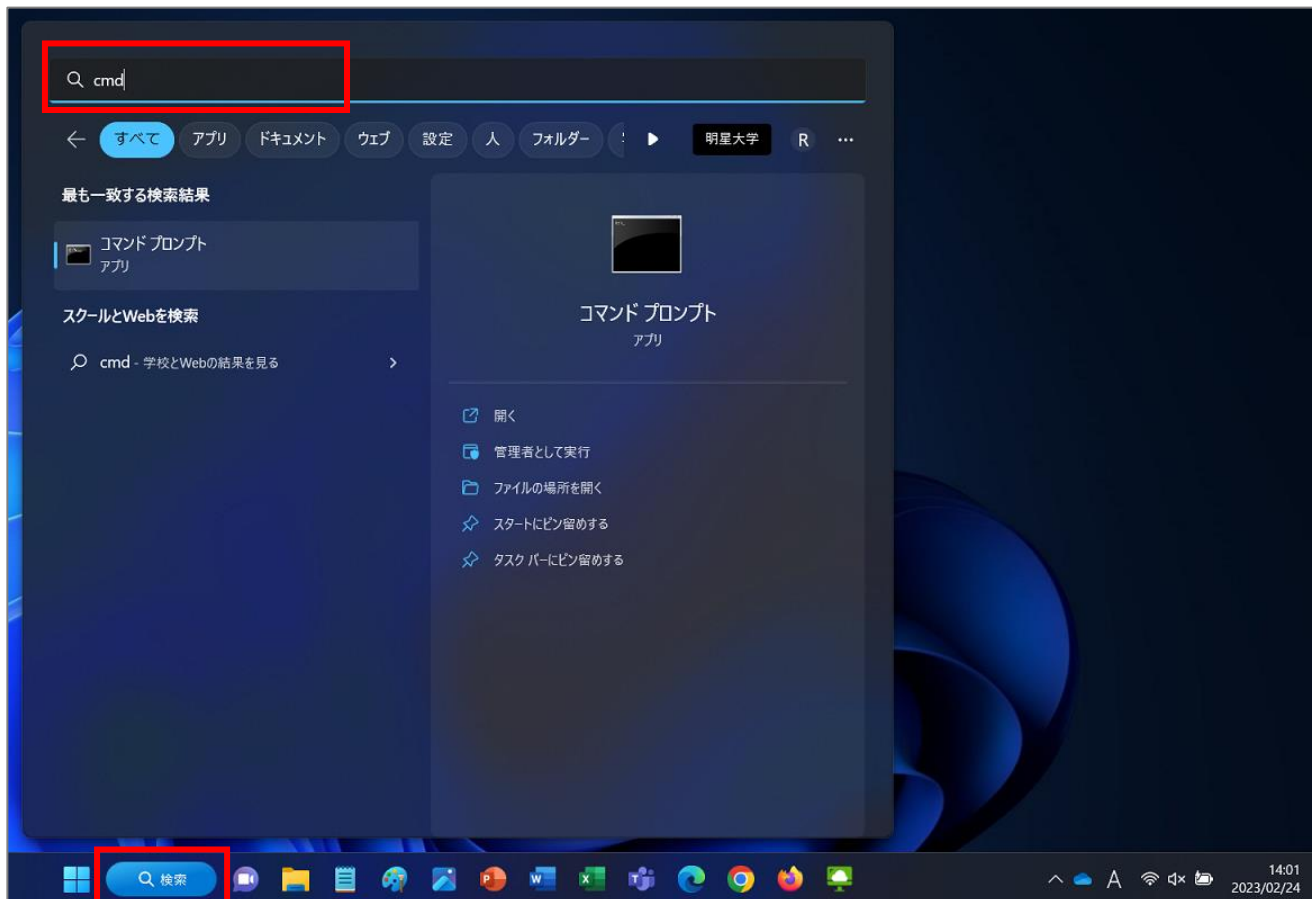 cmd
すべて アプリ ドキュメント ウェブ 設定 人 フォルダー 明星大学 R ...
最も一致する検索結果
コマンド プロンプト
アプリ
スクールとWebを検索
cmd - 学校とWebの結果を見る
コマンド プロンプト
アプリ
開く
管理者として実行
ファイルの場所を開く
スタートにピン留めする
タスク バーにピン留めする
検索
A
14:01
2023/02/24